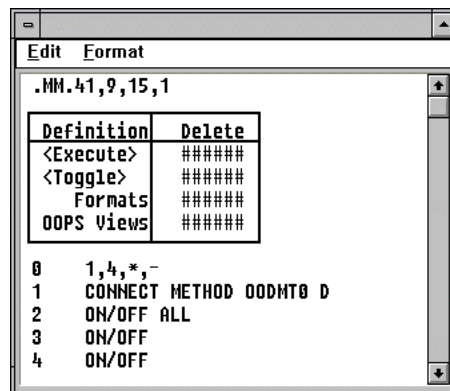 Edit Format
.MM.41,9,15,1
Definition Delete
<Execute> ######
<Toggle> ######
Formats ######
OOPS Views ######
0 1,4,*,-
1 CONNECT METHOD OODMT0 D
2 ON/OFF ALL
3 ON/OFF
4 ON/OFF